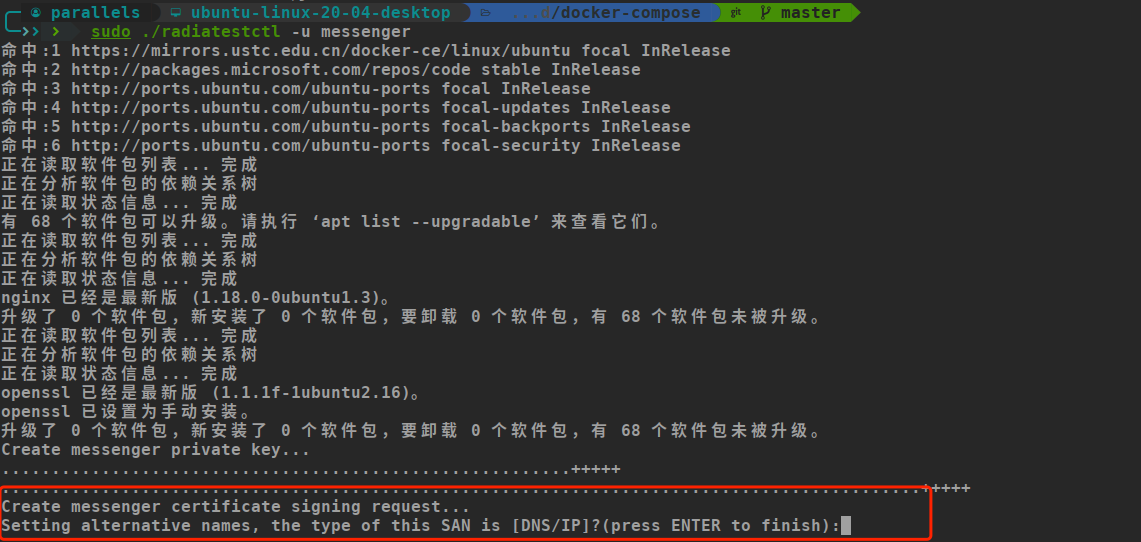 parallels ubuntu-linux-20-04-desktop ...d/docker-compose git master
sudo ./radiatestctl -u messenger
命中:1 https://mirrors.ustc.edu.cn/docker-ce/linux/ubuntu focal InRelease
命中:2 http://packages.microsoft.com/repos/code stable InRelease
命中:3 http://ports.ubuntu.com/ubuntu-ports focal InRelease
命中:4 http://ports.ubuntu.com/ubuntu-ports focal-updates InRelease
命中:5 http://ports.ubuntu.com/ubuntu-ports focal-backports InRelease
命中:6 http://ports.ubuntu.com/ubuntu-ports focal-security InRelease
正在读取软件包列表... 完成
正在分析软件包的依赖关系树
正在读取状态信息... 完成
有 68 个软件包可以升级。请执行 ‘apt list --upgradable’ 来查看它们。
正在读取软件包列表... 完成
正在分析软件包的依赖关系树
正在读取状态信息... 完成
nginx 已经是最新版 (1.18.0-0ubuntu1.3)。
升级了 0 个软件包，新安装了 0 个软件包，要卸载 0 个软件包，有 68 个软件包未被升级。
正在读取软件包列表... 完成
正在分析软件包的依赖关系树
正在读取状态信息... 完成
openssl 已经是最新版 (1.1.1f-1ubuntu2.16)。
openssl 已设置为手动安装。
升级了 0 个软件包，新安装了 0 个软件包，要卸载 0 个软件包，有 68 个软件包未被升级。
Create messenger private key...
.........................................................+++++
............................................................................................+++++
Create messenger certificate signing request...
Setting alternative names, the type of this SAN is [DNS/IP]?(press ENTER to finish):